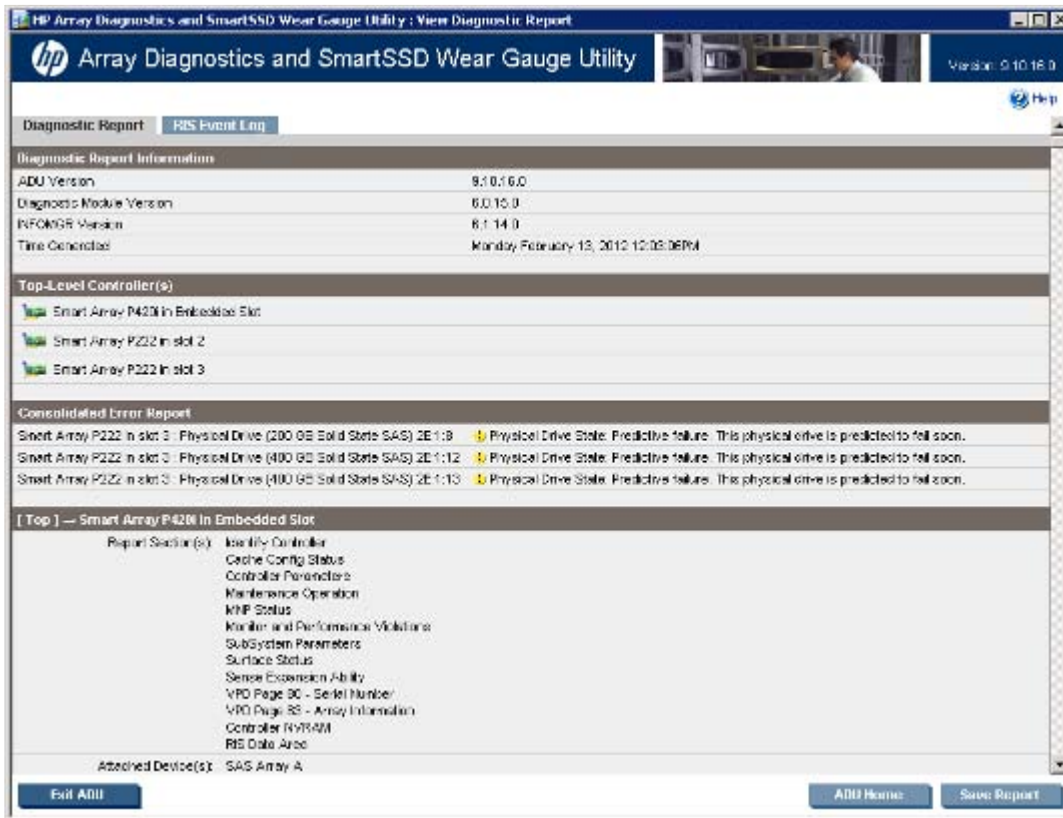 HP Array Diagnostics and SmartSSD Wear Gauge Utility : View Diagnostic Report
hp Array Diagnostics and SmartSSD Wear Gauge Utility Version: 9.10.16.0
Help
Diagnostic Report RIS Event Log
Diagnostic Report Information
ADU Version 9.10.16.0
Diagnostic Module Version 6.0.15.0
INFOMGR Version 6.1.14.0
Time Generated Monday February 13, 2012 12:03:06PM
Top-Level Controller(s)
Smart Array P420i in Embedded Slot
Smart Array P222 in slot 2
Smart Array P222 in slot 3
Consolidated Error Report
Smart Array P222 in slot 3 : Physical Drive (200 GB Solid State SAS) 2E:1:8 Physical Drive State: Predictive failure. This physical drive is predicted to fail soon.
Smart Array P222 in slot 3 : Physical Drive (400 GB Solid State SAS) 2E:1:12 Physical Drive State: Predictive failure. This physical drive is predicted to fail soon.
Smart Array P222 in slot 3 : Physical Drive (400 GB Solid State SAS) 2E:1:13 Physical Drive State: Predictive failure. This physical drive is predicted to fail soon.
[ Top ] — Smart Array P420i in Embedded Slot
Report Section(s): Identify Controller
Cache Config Status
Controller Parameters
Maintenance Operation
MNP Status
Monitor and Performance Violations
SubSystem Parameters
Surface Status
Sense Expansion Ability
VPD Page 80 - Serial Number
VPD Page 83 - Array Information
Controller NVRAM
RIS Data Area
Attached Device(s): SAS Array A
Exit ADU ADU Home Save Report